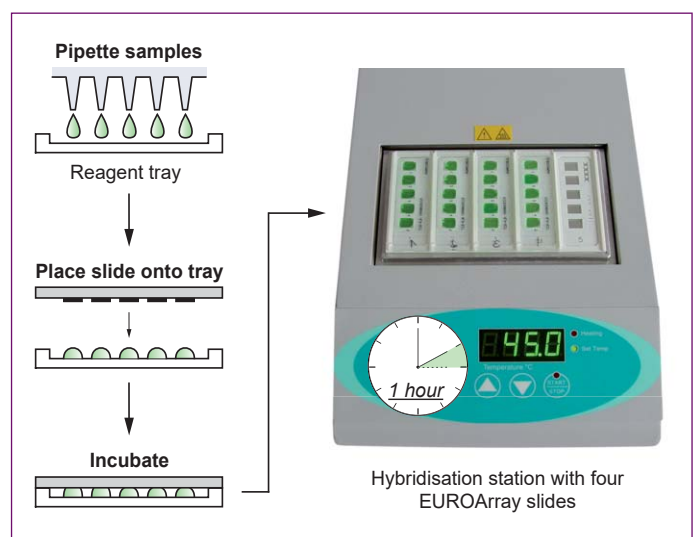 Pipette samples
Reagent tray
Place slide onto tray
Incubate
1 hour
45.0
Heating
Set Temp
Temperature °C
START
STOP
Hybridisation station with four
EUROArray slides